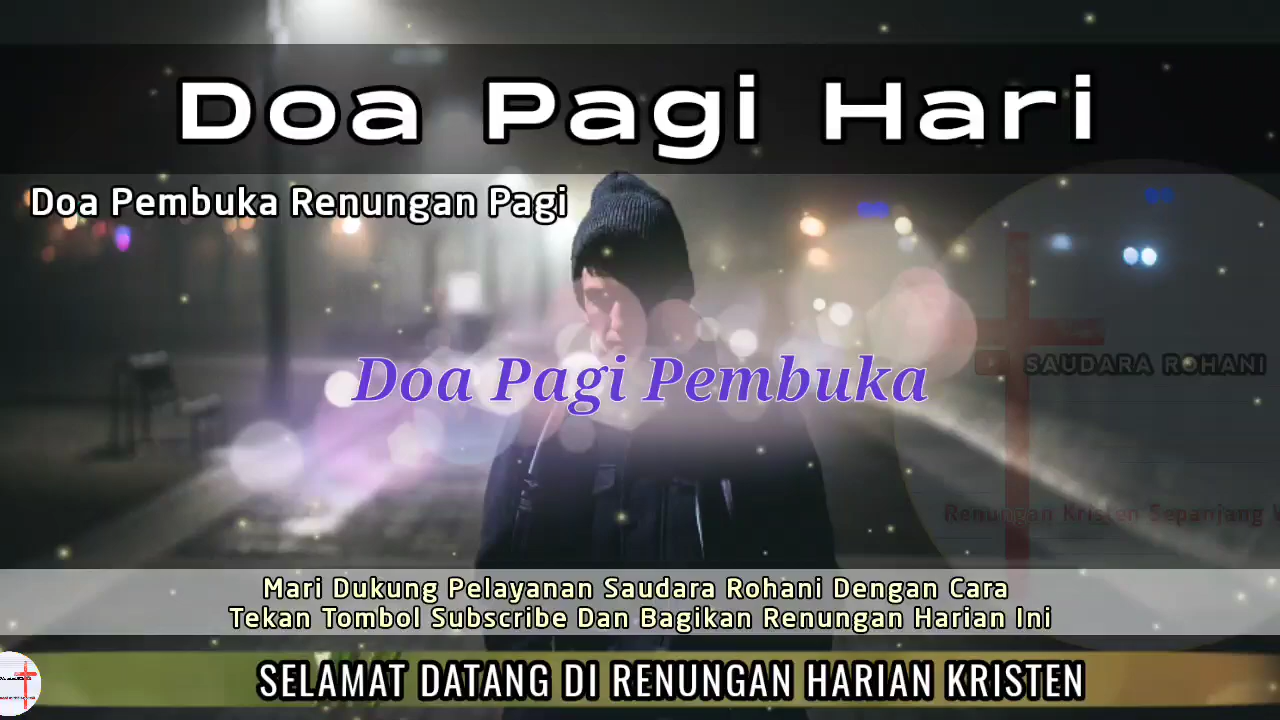 Doa Pagi Hari
Doa Pembuka Renungan Pagi
Doa Pagi Pembuka
SAUDARA ROHANI
Renungan Kristen Sepanjang
Mari Dukung Pelayanan Saudara Rohani Dengan Cara
Tekan Tombol Subscribe Dan Bagikan Renungan Harian Ini
SELAMAT DATANG DI RENUNGAN HARIAN KRISTEN